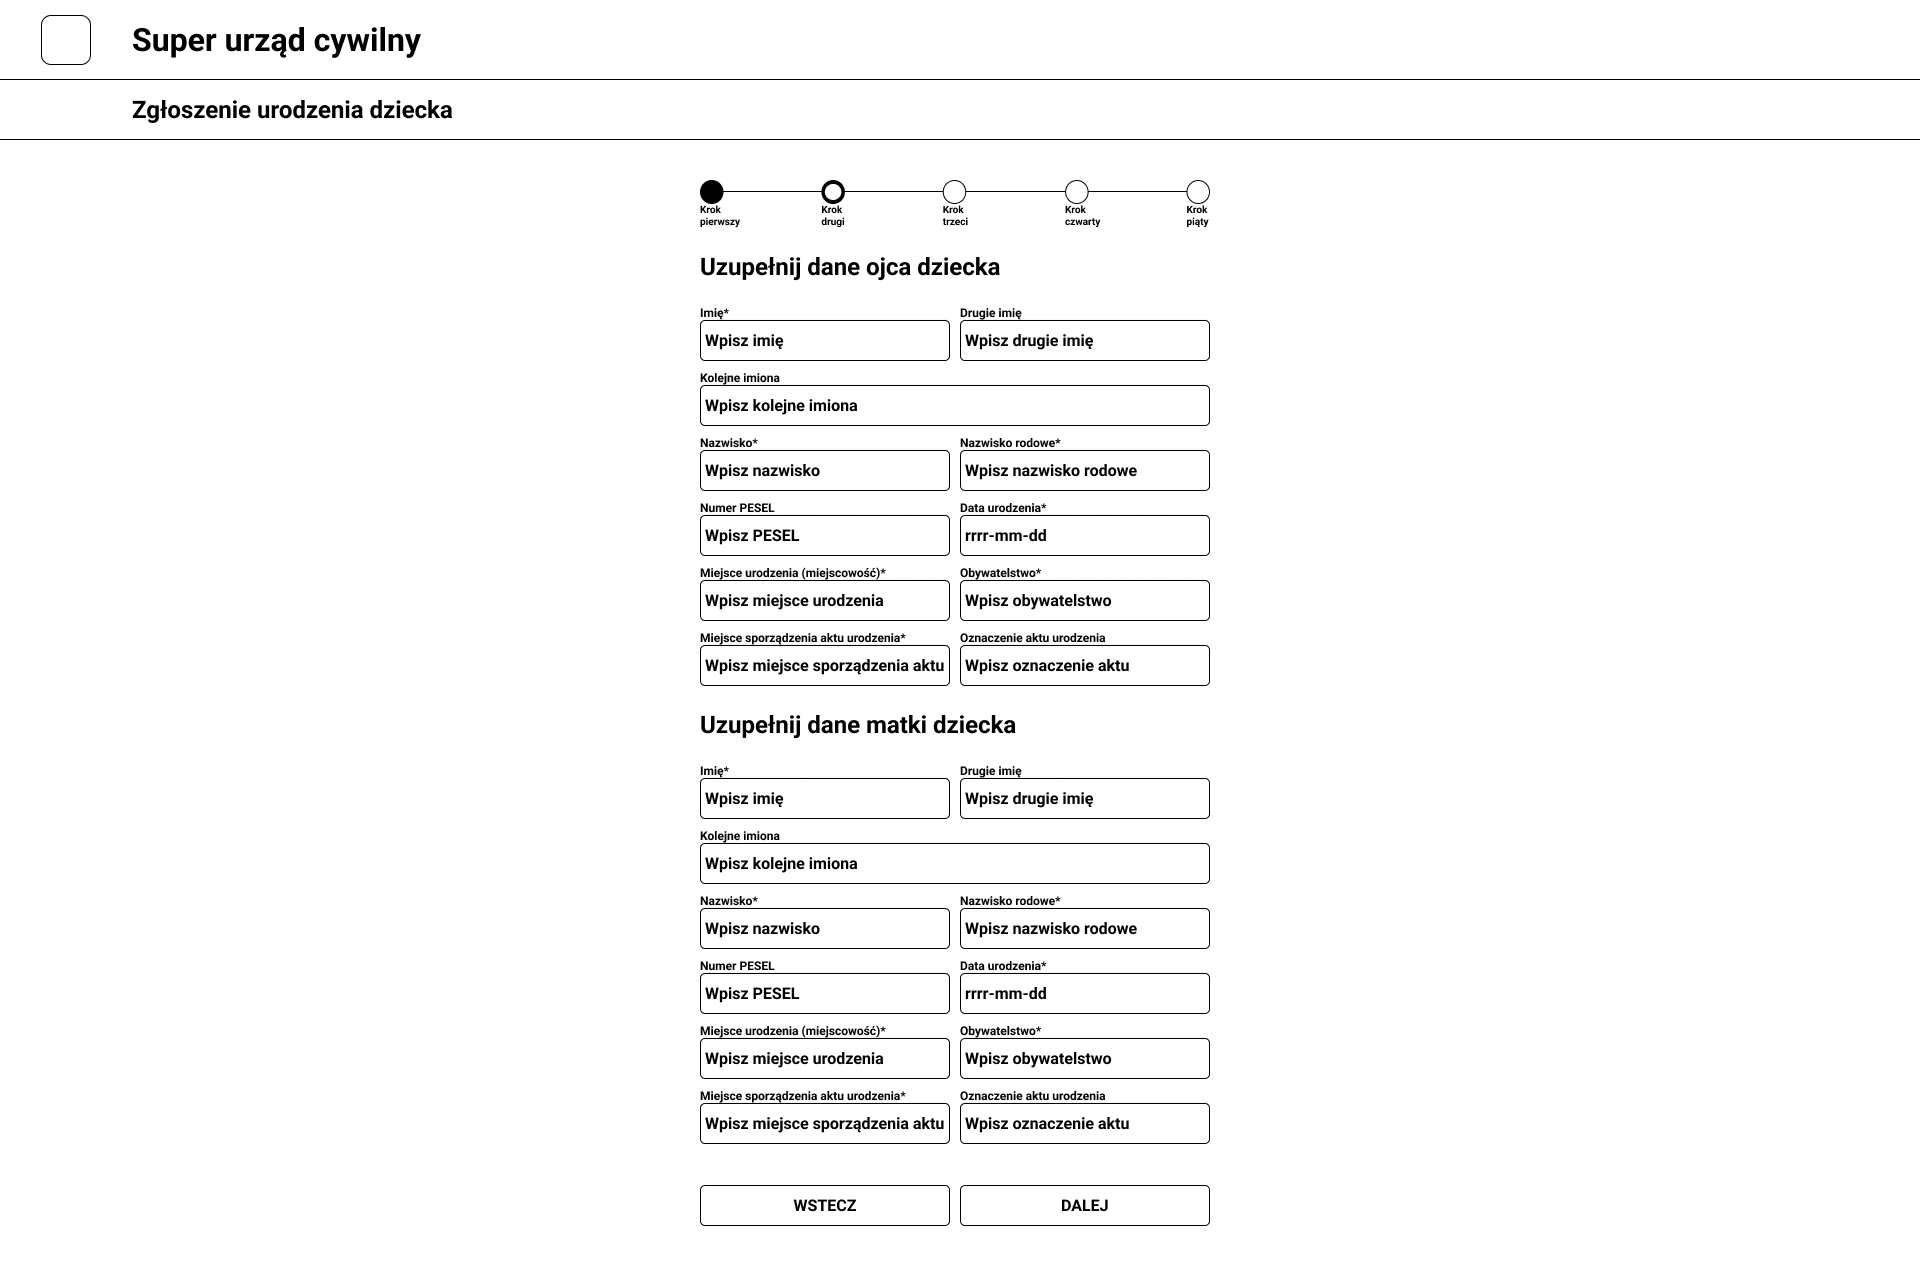 Super urząd cywilny
Zgłoszenie urodzenia dziecka
Krok pierwszy
Krok drugi
Krok trzeci
Krok czwarty
Krok piąty
Uzupełnij dane ojca dziecka
Imię* Drugie imię
Wpisz imię Wpisz drugie imię
Kolejne imiona
Wpisz kolejne imiona
Nazwisko* Nazwisko rodowe*
Wpisz nazwisko Wpisz nazwisko rodowe
Numer PESEL Data urodzenia*
Wpisz PESEL rrrr-mm-dd
Miejsce urodzenia (miejscowość)* Obywatelstwo*
Wpisz miejsce urodzenia Wpisz obywatelstwo
Miejsce sporządzenia aktu urodzenia* Oznaczenie aktu urodzenia
Wpisz miejsce sporządzenia aktu Wpisz oznaczenie aktu
Uzupełnij dane matki dziecka
Imię* Drugie imię
Wpisz imię Wpisz drugie imię
Kolejne imiona
Wpisz kolejne imiona
Nazwisko* Nazwisko rodowe*
Wpisz nazwisko Wpisz nazwisko rodowe
Numer PESEL Data urodzenia*
Wpisz PESEL rrrr-mm-dd
Miejsce urodzenia (miejscowość)* Obywatelstwo*
Wpisz miejsce urodzenia Wpisz obywatelstwo
Miejsce sporządzenia aktu urodzenia* Oznaczenie aktu urodzenia
Wpisz miejsce sporządzenia aktu Wpisz oznaczenie aktu
WSTECZ DALEJ